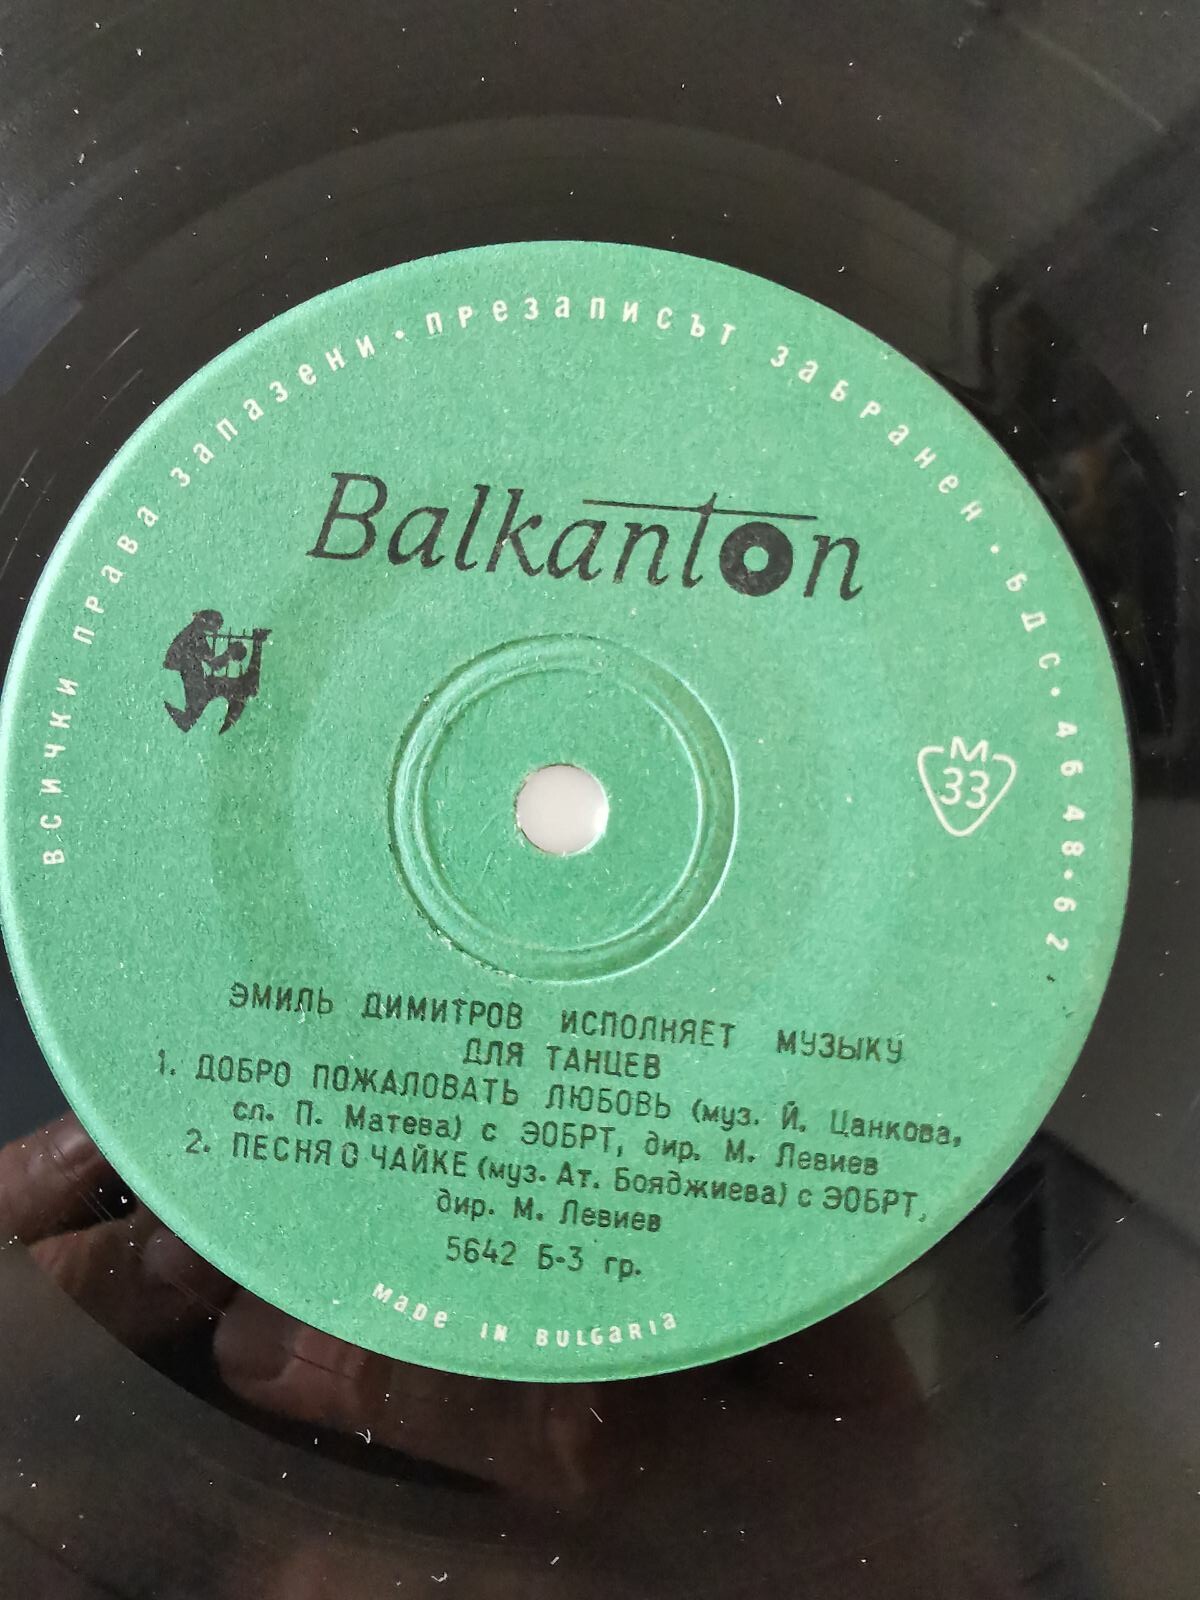 ВСИЧКИ ПРАВА ЗАПАЗЕНИ · ПРЕЗАПИСЪТ ЗАБРАНЕН · БДС · 46 48·62
Balkanton
М
33
ЭМИЛЬ ДИМИТРОВ ИСПОЛНЯЕТ МУЗЫКУ
ДЛЯ ТАНЦЕВ
1. ДОБРО ПОЖАЛОВАТЬ ЛЮБОВЬ (муз. Й. Цанкова,
сл. П. Матева) с ЭОБРТ, дир. М. Левиев
2. ПЕСНЯ О ЧАЙКЕ (муз. Ат. Бояджиева) с ЭОБРТ,
дир. М. Левиев
5642 Б-3 гр.
MADE IN BULGARIA